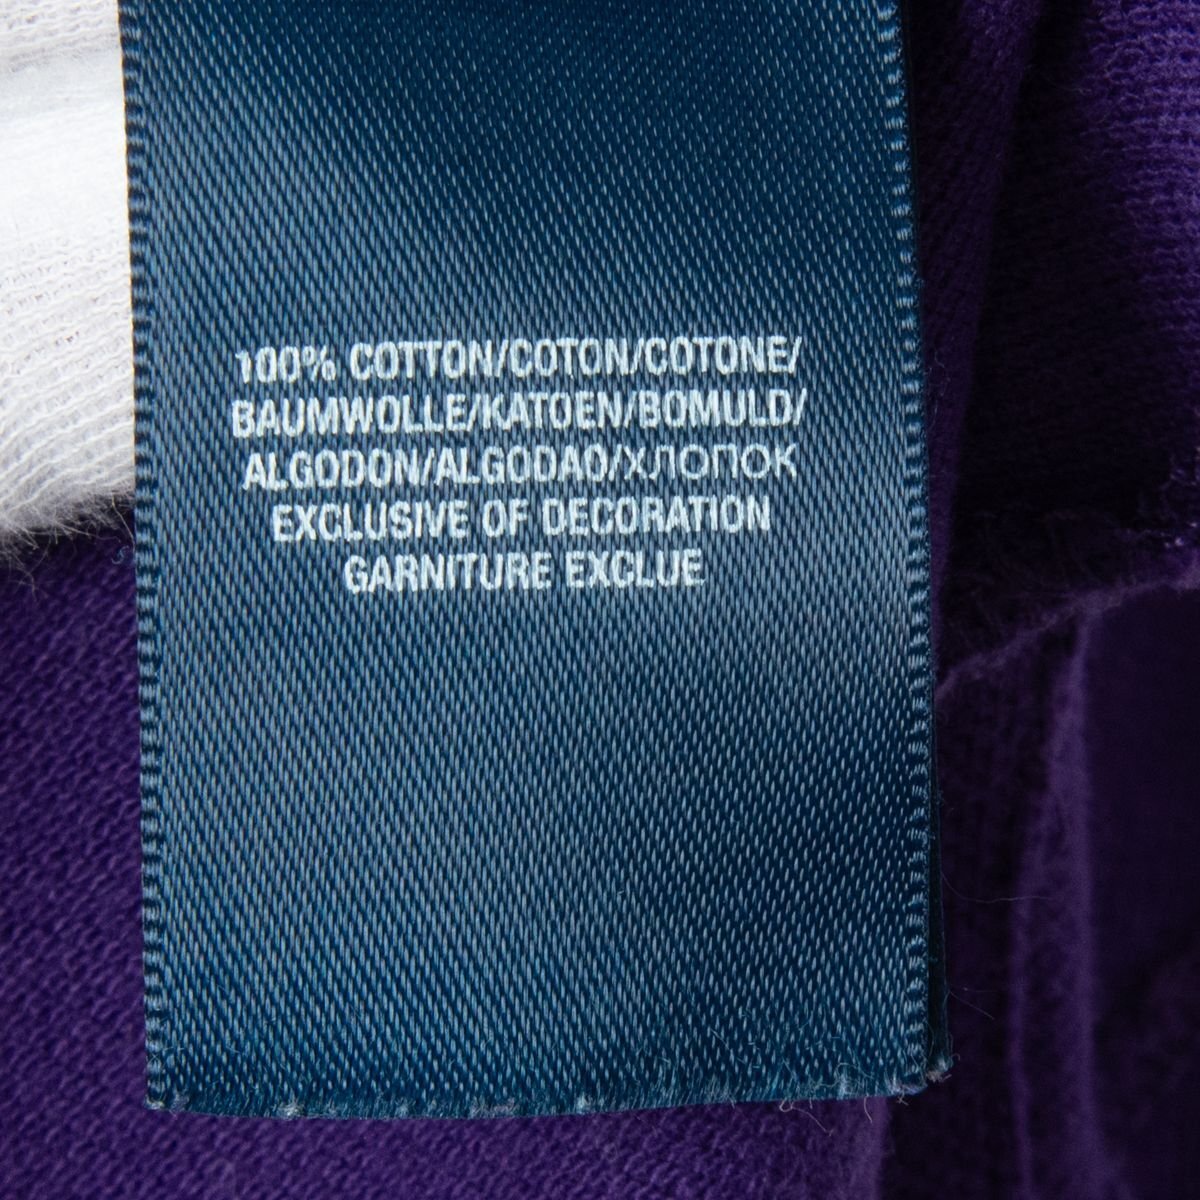 100% COTTON/COTON/COTONE/
BAUMWOLLE/KATOEN/BOMULD/
ALGODON/ALGODAO/ХЛОПОК
EXCLUSIVE OF DECORATION
GARNITURE EXCLUE